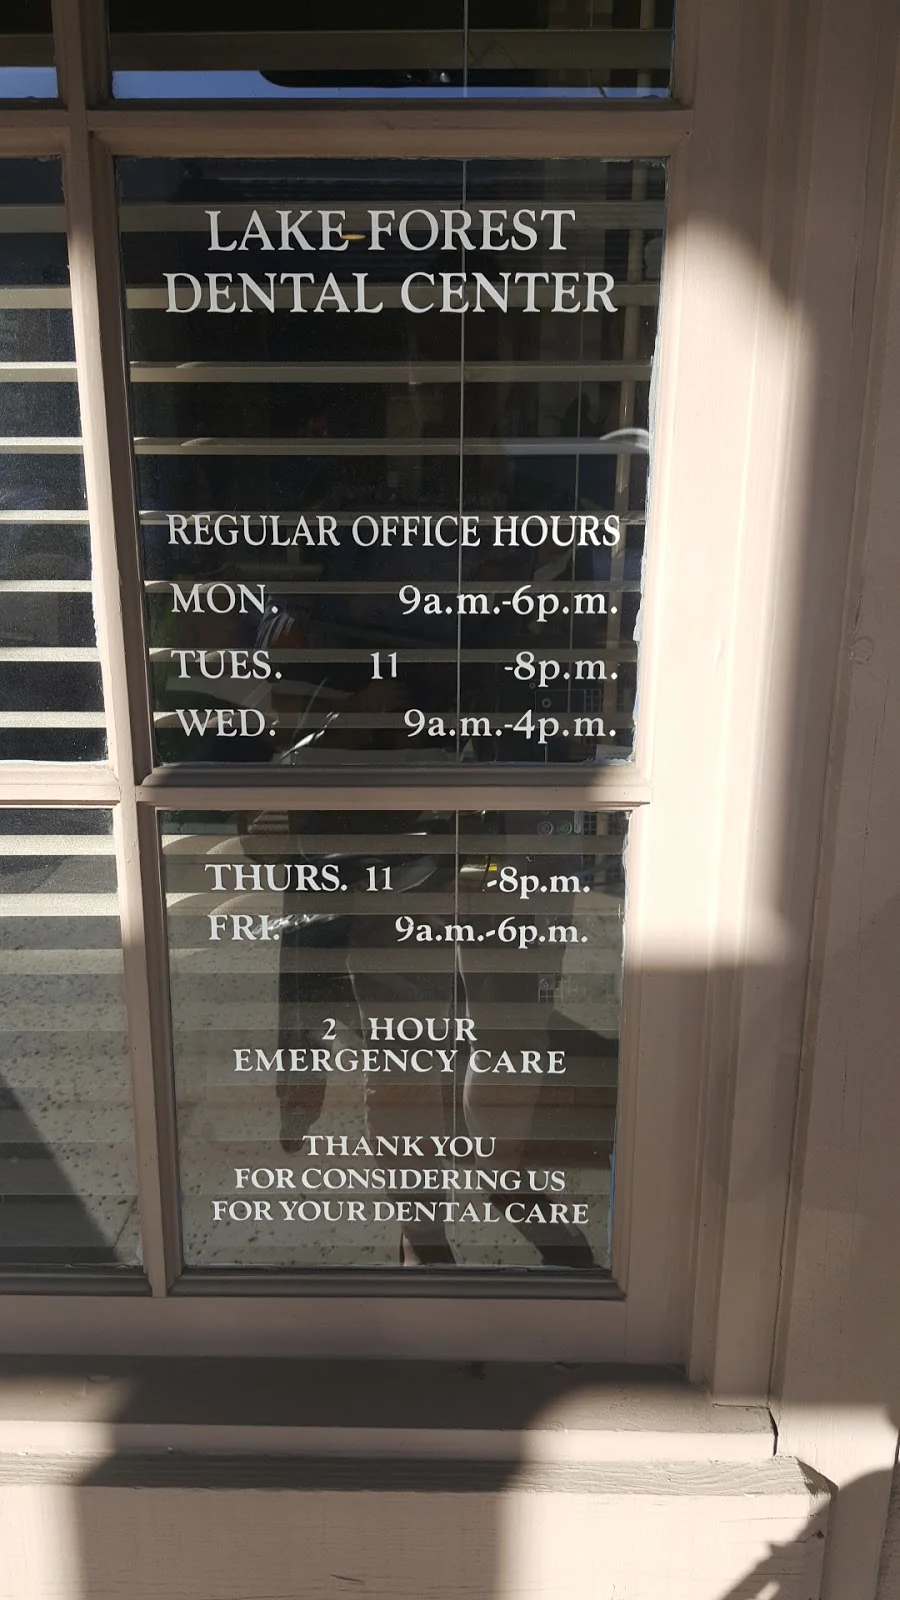 LAKE FOREST
DENTAL CENTER
REGULAR OFFICE HOURS
MON. 9a.m.-6p.m.
TUES. 11 -8p.m.
WED. 9a.m.-4p.m.
THURS. 11 -8p.m.
FRI. 9a.m.-6p.m.
2 HOUR
EMERGENCY CARE
THANK YOU
FOR CONSIDERING US
FOR YOUR DENTAL CARE